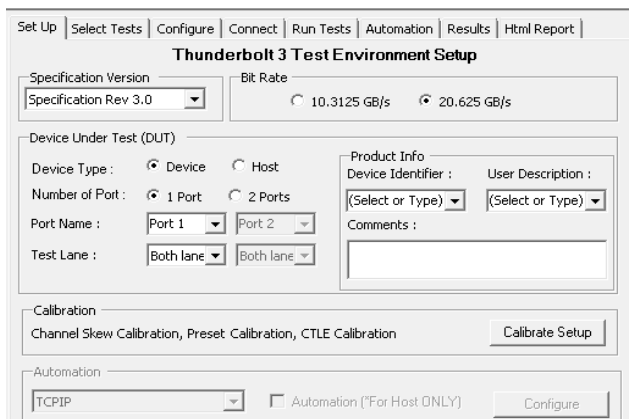 Set Up Select Tests Configure Connect Run Tests Automation Results Html Report
Thunderbolt 3 Test Environment Setup
Specification Version
Specification Rev 3.0
Bit Rate
10.3125 GB/s 20.625 GB/s
Device Under Test (DUT)
Device Type : Device Host
Number of Port : 1 Port 2 Ports
Port Name : Port 1 Port 2
Test Lane : Both lane Both lane
Product Info
Device Identifier : User Description :
(Select or Type) (Select or Type)
Comments :
Calibration
Channel Skew Calibration, Preset Calibration, CTLE Calibration Calibrate Setup
Automation
TCPIP Automation (*For Host ONLY) Configure